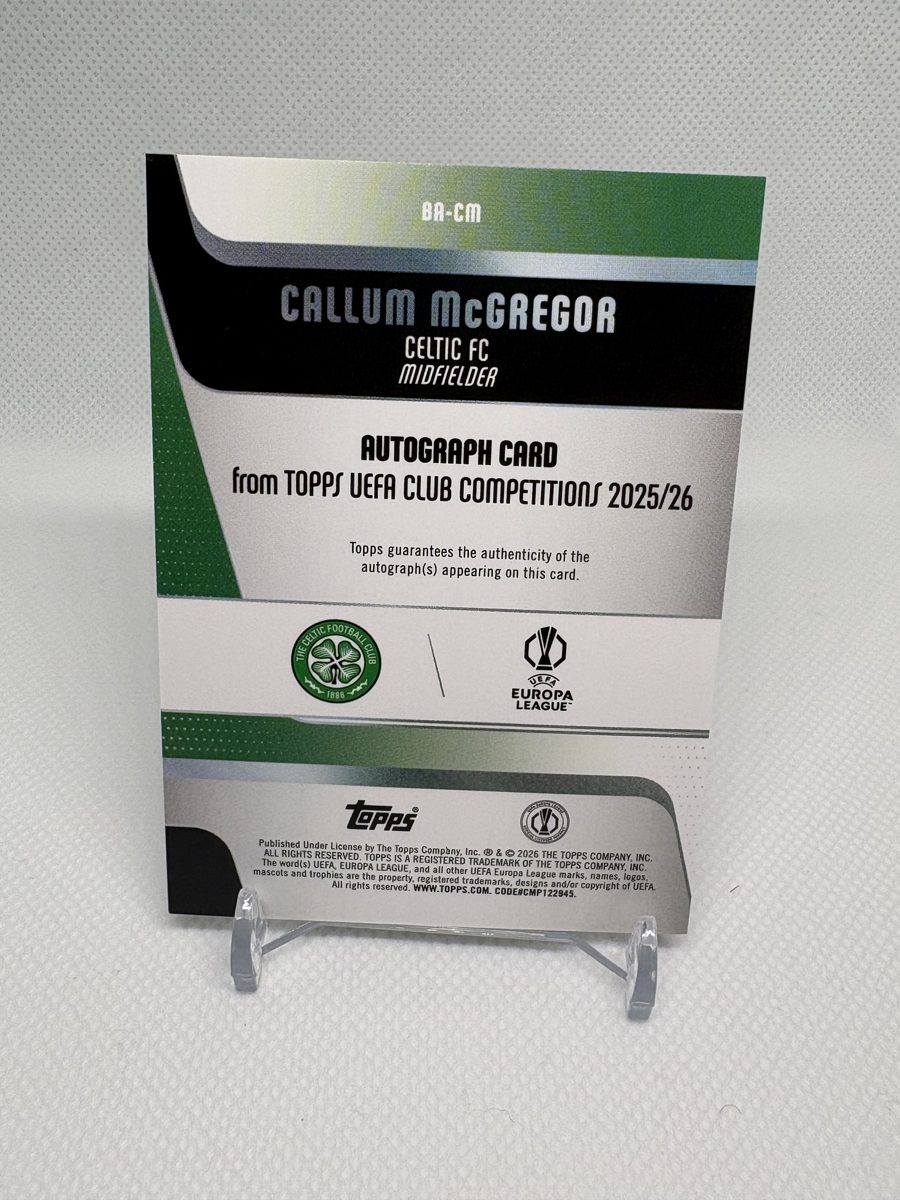 BA-CM
CALLUM McGREGOR
CELTIC FC
MIDFIELDER
AUTOGRAPH CARD
from TOPPS UEFA CLUB COMPETITIONS 2025/26
Topps guarantees the authenticity of the
autograph(s) appearing on this card.
THE CELTIC FOOTBALL CLUB
1888
UEFA
EUROPA
LEAGUE™
topps®
Published Under License by The Topps Company, Inc. ® & © 2026 THE TOPPS COMPANY, INC.
ALL RIGHTS RESERVED. TOPPS IS A REGISTERED TRADEMARK OF THE TOPPS COMPANY, INC.
The word(s) UEFA, EUROPA LEAGUE, and all other UEFA Europa League marks, names, logos,
mascots and trophies are the property, registered trademarks, designs and/or copyright of UEFA.
All rights reserved. WWW.TOPPS.COM. CODE#CMP122945.